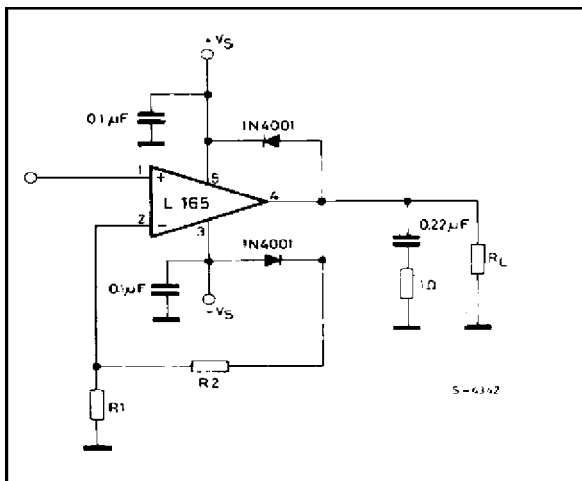 +VS
0.1µF
1N4001
1
+
5
L 165
4
2
−
3
1N4001
0.22µF
0.1µF
−VS
1Ω
RL
R2
R1
S-4342